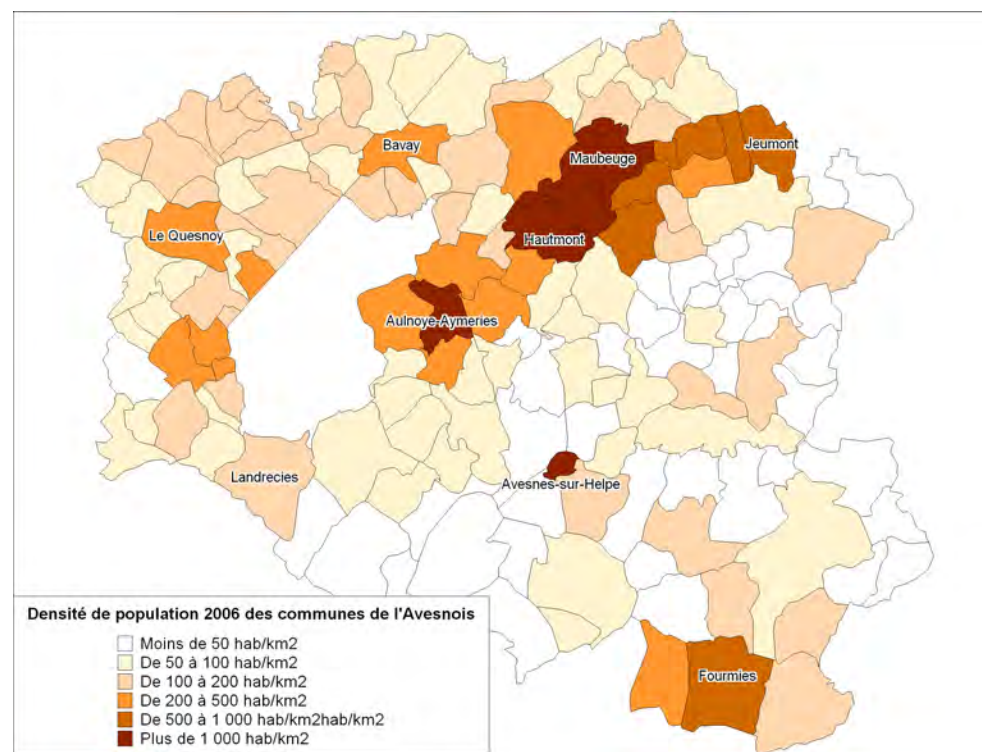 Bavay
Maubeuge
Jeumont
Le Quesnoy
Hautmont
Aulnoye-Aymeries
Landrecies
Avesnes-sur-Helpe
Fourmies
Densité de population 2006 des communes de l'Avesnois
Moins de 50 hab/km2
De 50 à 100 hab/km2
De 100 à 200 hab/km2
De 200 à 500 hab/km2
De 500 à 1 000 hab/km2hab/km2
Plus de 1 000 hab/km2